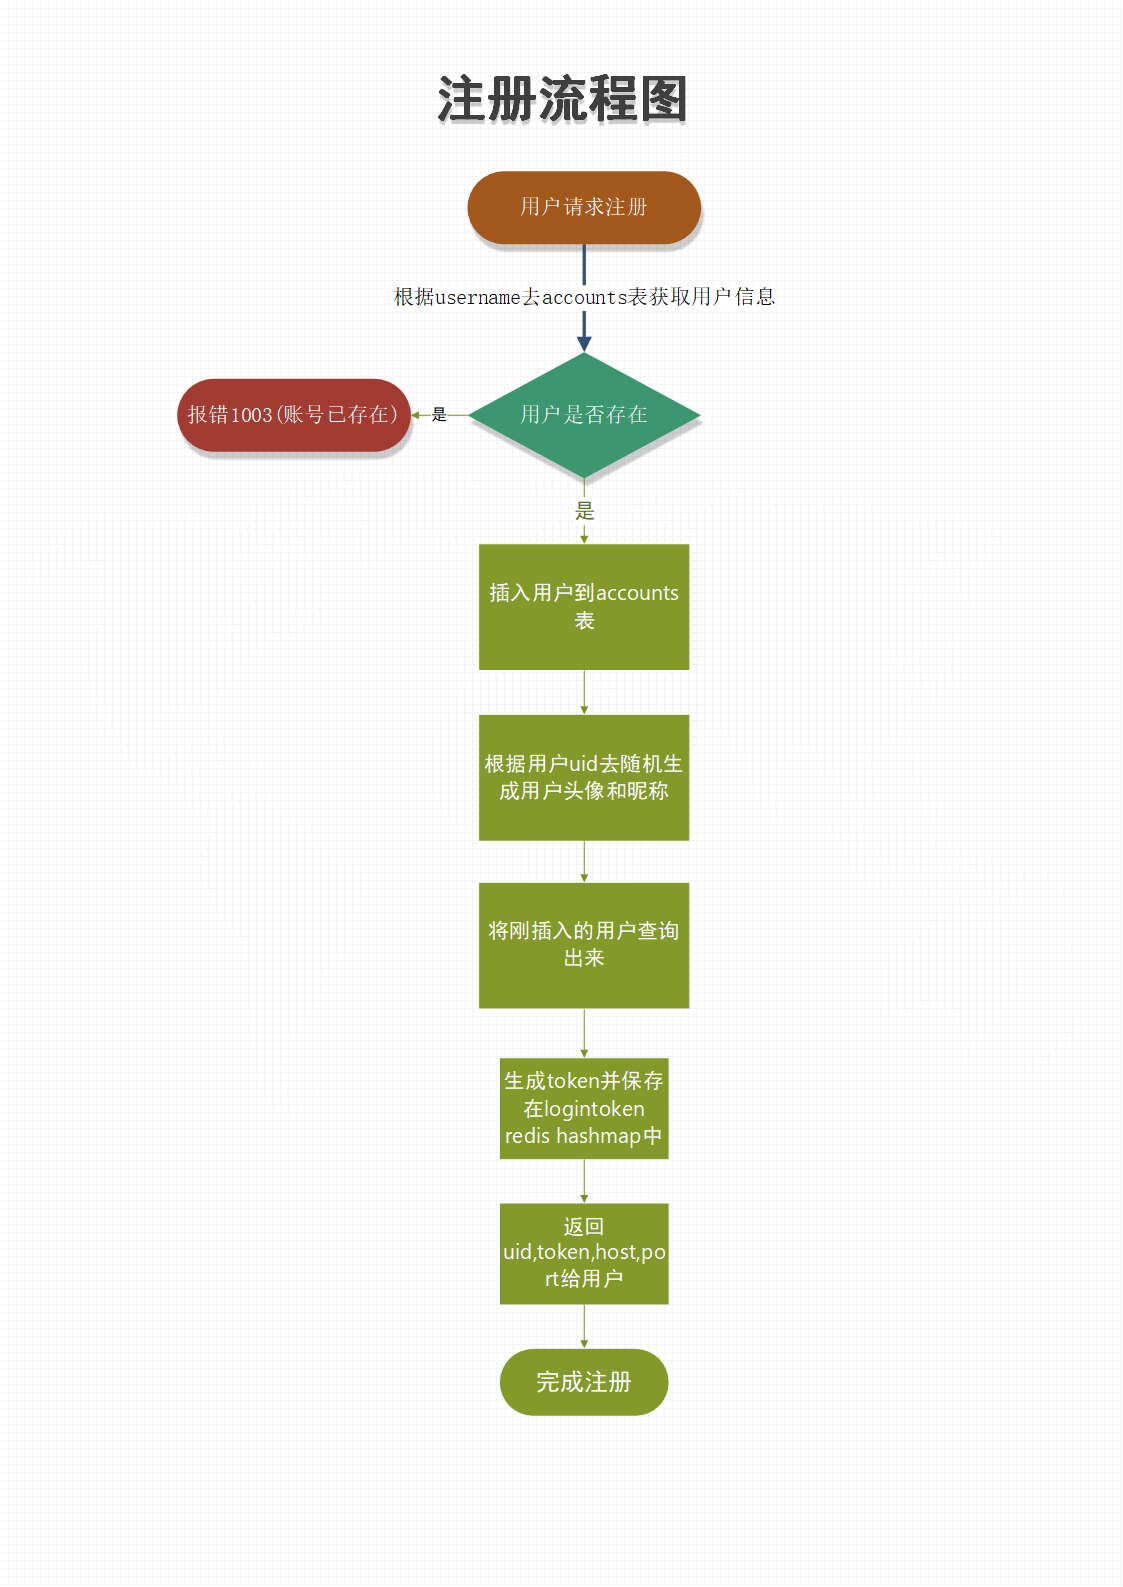 注册流程图
用户请求注册
根据username去accounts表获取用户信息
用户是否存在
是
报错1003(账号已存在)
是
插入用户到accounts
表
根据用户uid去随机生
成用户头像和昵称
将刚插入的用户查询
出来
生成token并保存
在logintoken
redis hashmap中
返回
uid,token,host,po
rt给用户
完成注册